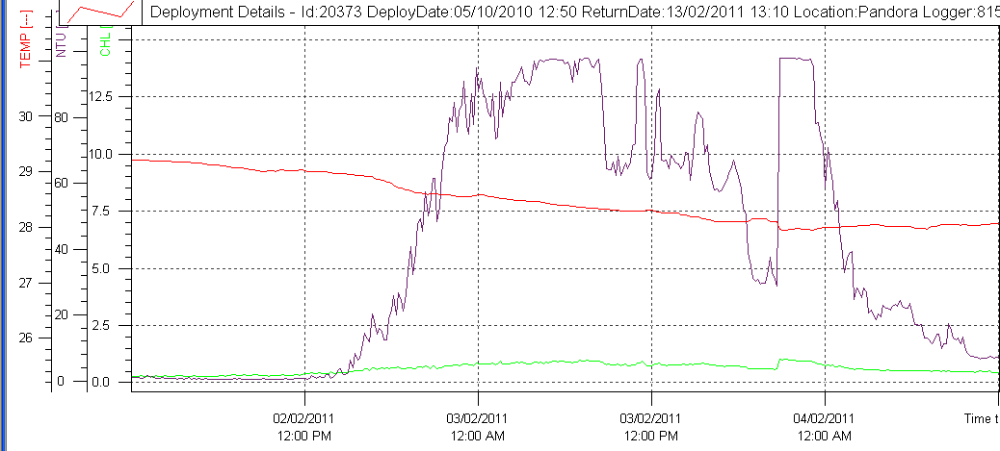 Deployment Details - Id:20373 DeployDate:05/10/2010 12:50 ReturnDate:13/02/2011 13:10 Location:Pandora Logger:815
TEMP [---]
NTU [
CHL [
30
29
28
27
26
80
60
40
20
0
12.5
10.0
7.5
5.0
2.5
0.0
02/02/2011
12:00 PM
03/02/2011
12:00 AM
03/02/2011
12:00 PM
04/02/2011
12:00 AM
Time t